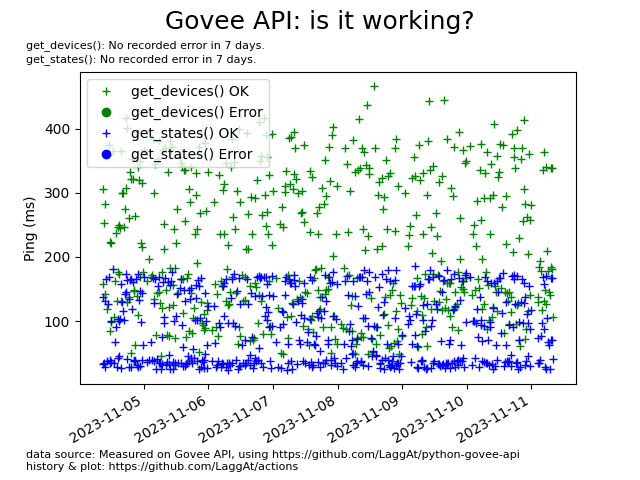 Govee API: is it working?
get_devices(): No recorded error in 7 days.
get_states(): No recorded error in 7 days.
get_devices() OK
get_devices() Error
get_states() OK
get_states() Error
Ping (ms)
400
300
200
100
2023-11-05
2023-11-06
2023-11-07
2023-11-08
2023-11-09
2023-11-10
2023-11-11
data source: Measured on Govee API, using https://github.com/LaggAt/python-govee-api
history & plot: https://github.com/LaggAt/actions